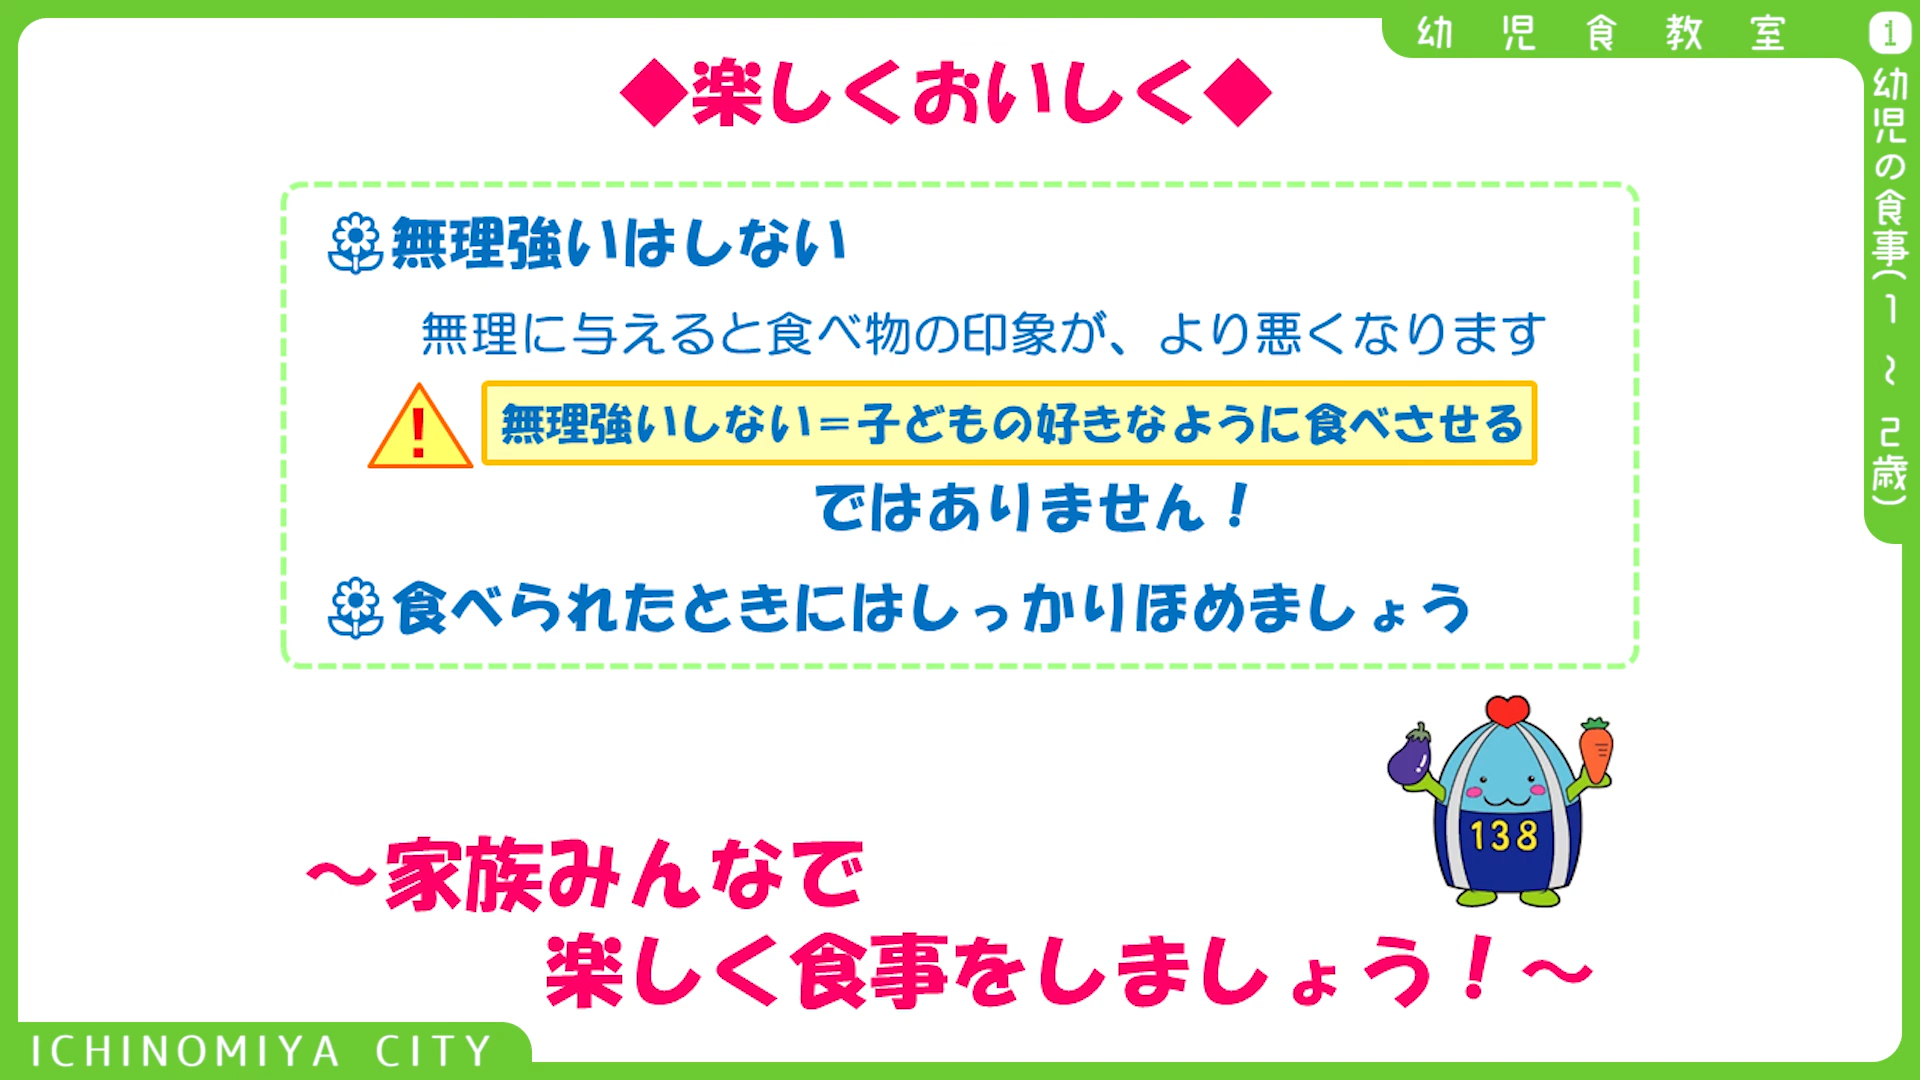 幼児食教室
❶幼児の食事(1~2歳)
◆楽しくおいしく◆
無理強いはしない
無理に与えると食べ物の印象が、より悪くなります
!
無理強いしない=子どもの好きなように食べさせる
ではありません!
食べられたときにはしっかりほめましょう
138
~家族みんなで
楽しく食事をしましょう!~
ICHINOMIYA CITY